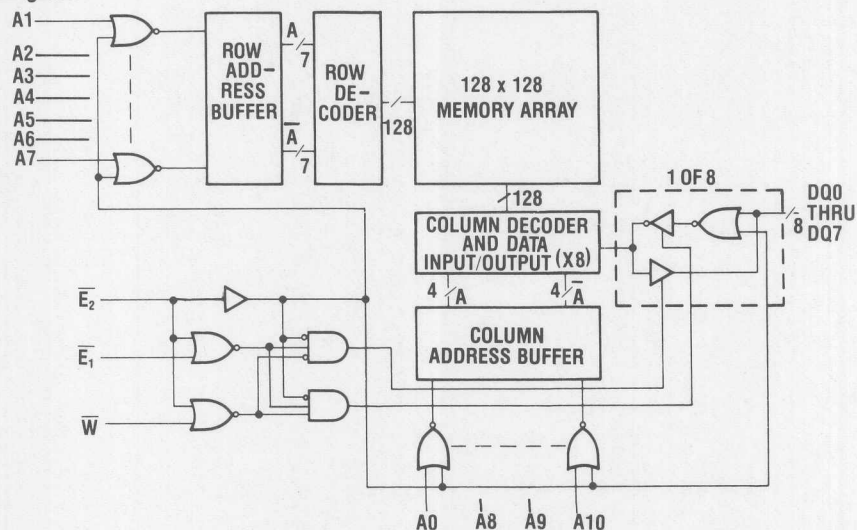 A1
A2
A3
A4
A5
A6
A7
ROW
ADD-
RESS
BUFFER
A
7
A̅
7
ROW
DE-
CODER
128
128 x 128
MEMORY ARRAY
128
COLUMN DECODER
AND DATA
INPUT/OUTPUT (X8)
1 OF 8
DQ0
THRU
DQ7
8
4 A
4 A̅
COLUMN
ADDRESS BUFFER
E̅₂
E̅₁
W̅
A0
A8
A9
A10